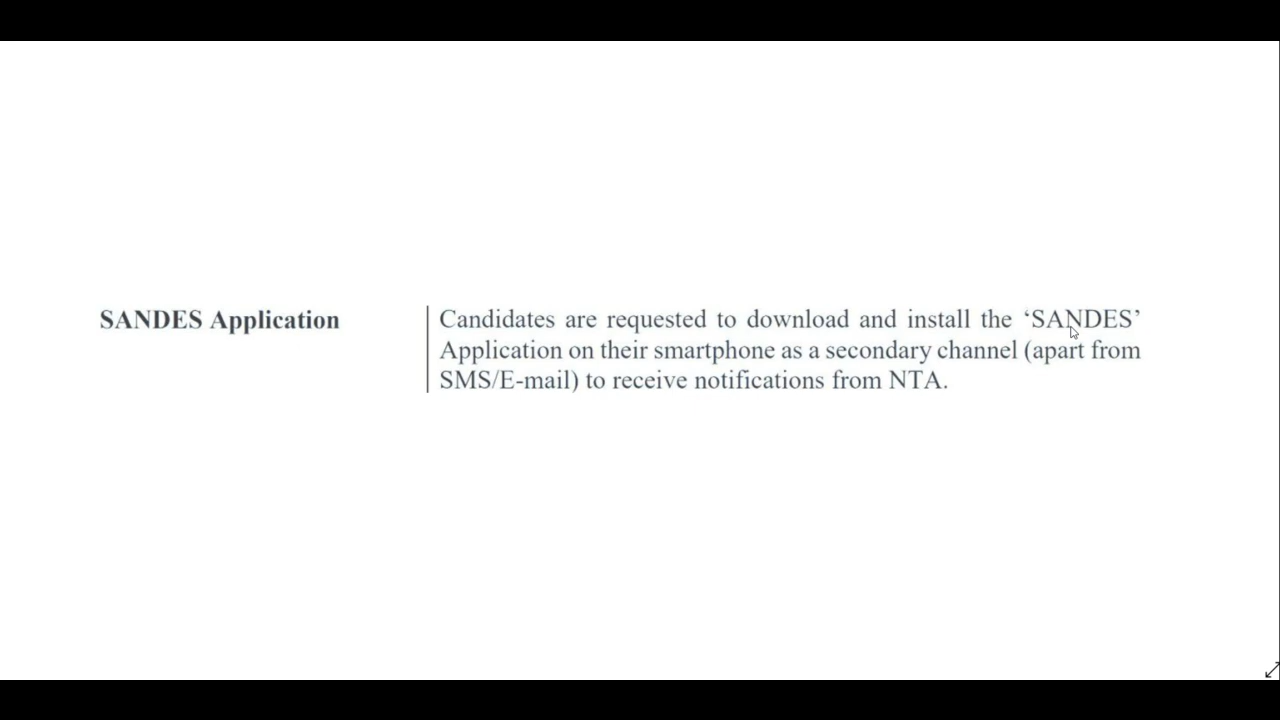 SANDES Application
Candidates are requested to download and install the ‘SANDES’
Application on their smartphone as a secondary channel (apart from
SMS/E-mail) to receive notifications from NTA.